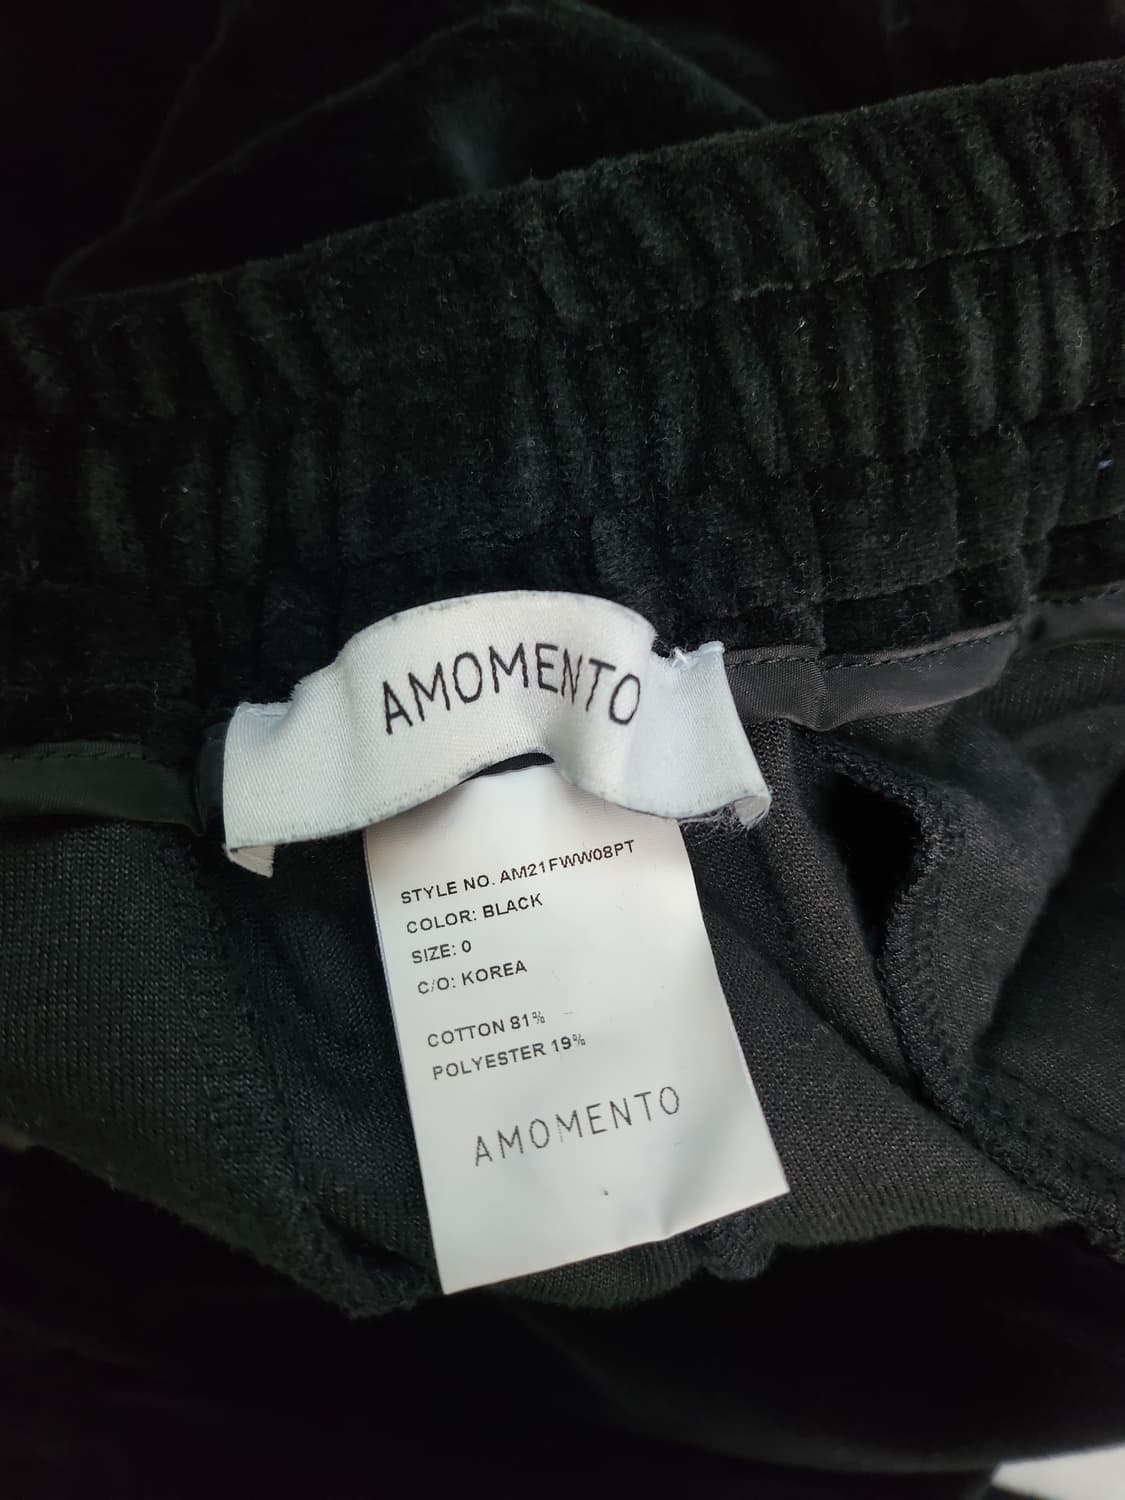 AMOMENTO
STYLE NO. AM21FWW08PT
COLOR: BLACK
SIZE: 0
C/O: KOREA
COTTON 81%
POLYESTER 19%
AMOMENTO